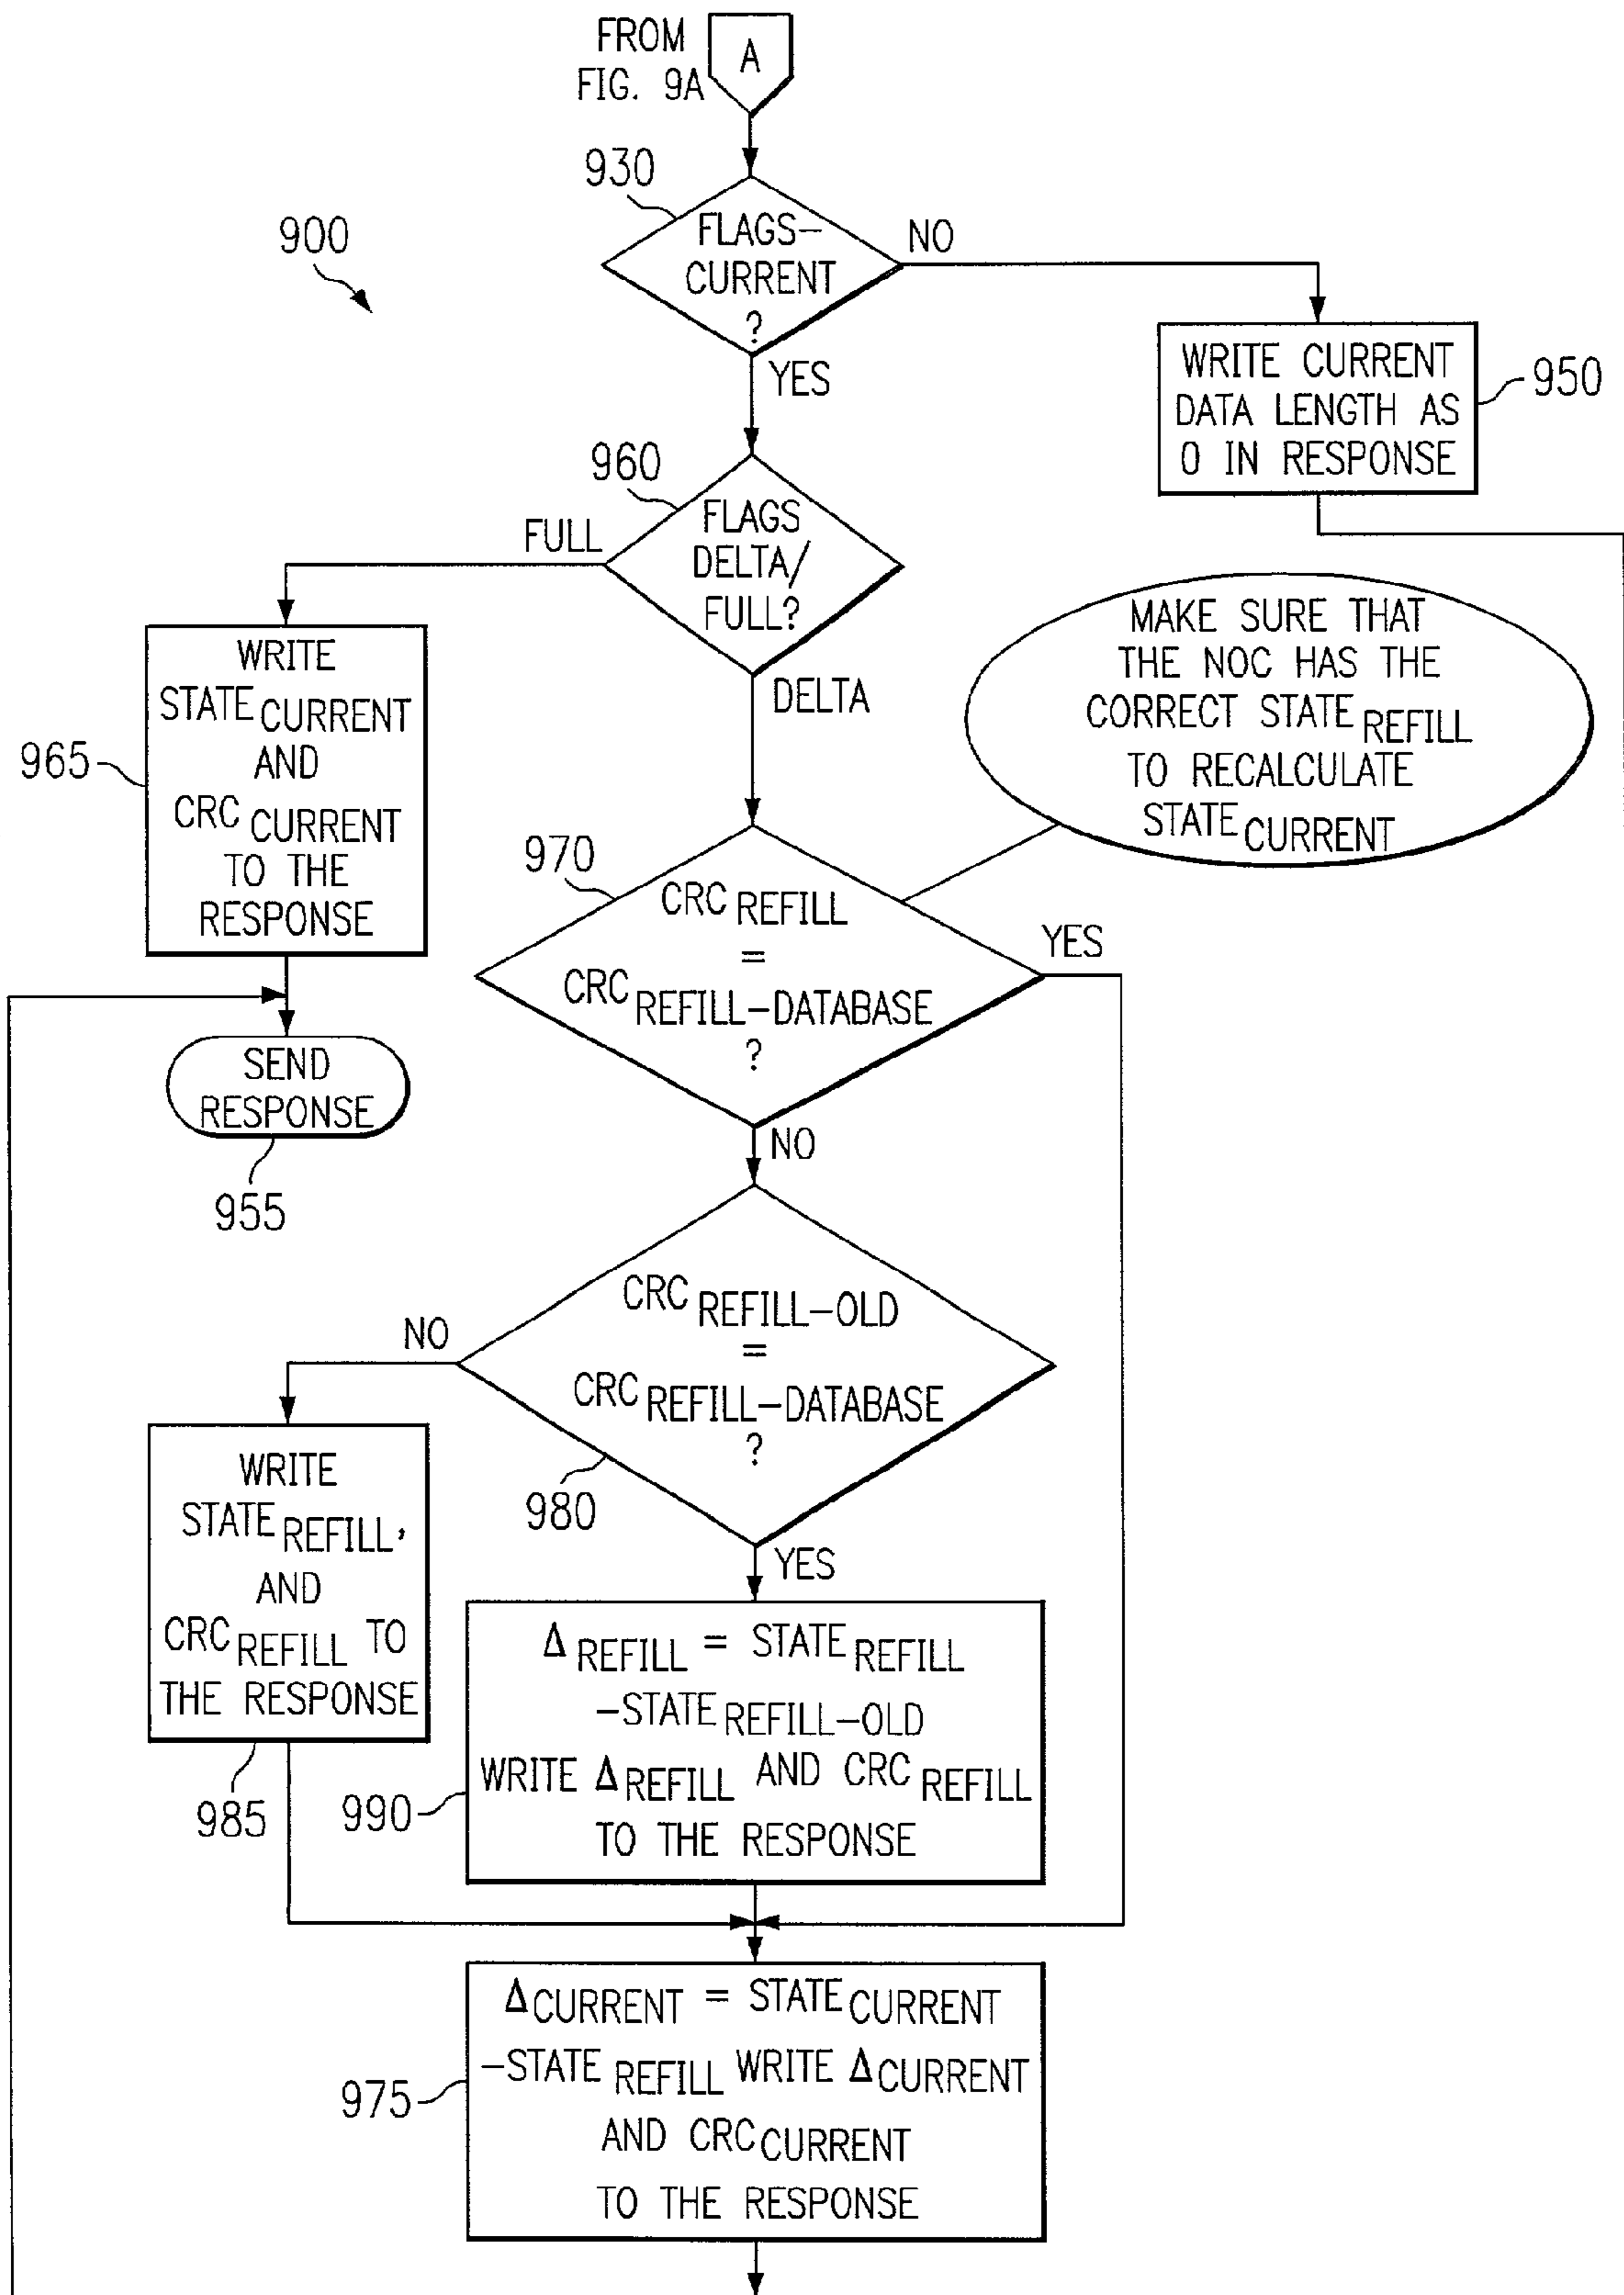 FROM
FIG. 9A
A
930
900
FLAGS-
CURRENT
?
NO
YES
WRITE CURRENT
DATA LENGTH AS
0 IN RESPONSE
950
960
FLAGS
DELTA/
FULL?
FULL
DELTA
MAKE SURE THAT
THE NOC HAS THE
CORRECT STATE REFILL
TO RECALCULATE
STATE CURRENT
WRITE
STATE CURRENT
AND
CRC CURRENT
TO THE
RESPONSE
965
970
CRC REFILL
=
CRC REFILL-DATABASE
?
YES
NO
SEND
RESPONSE
955
CRC REFILL-OLD
=
CRC REFILL-DATABASE
?
NO
980
YES
WRITE
STATE REFILL,
AND
CRC REFILL TO
THE RESPONSE
985
Δ REFILL = STATE REFILL
-STATE REFILL-OLD
WRITE Δ REFILL AND CRC REFILL
TO THE RESPONSE
990
Δ CURRENT = STATE CURRENT
-STATE REFILL WRITE Δ CURRENT
AND CRC CURRENT
TO THE RESPONSE
975